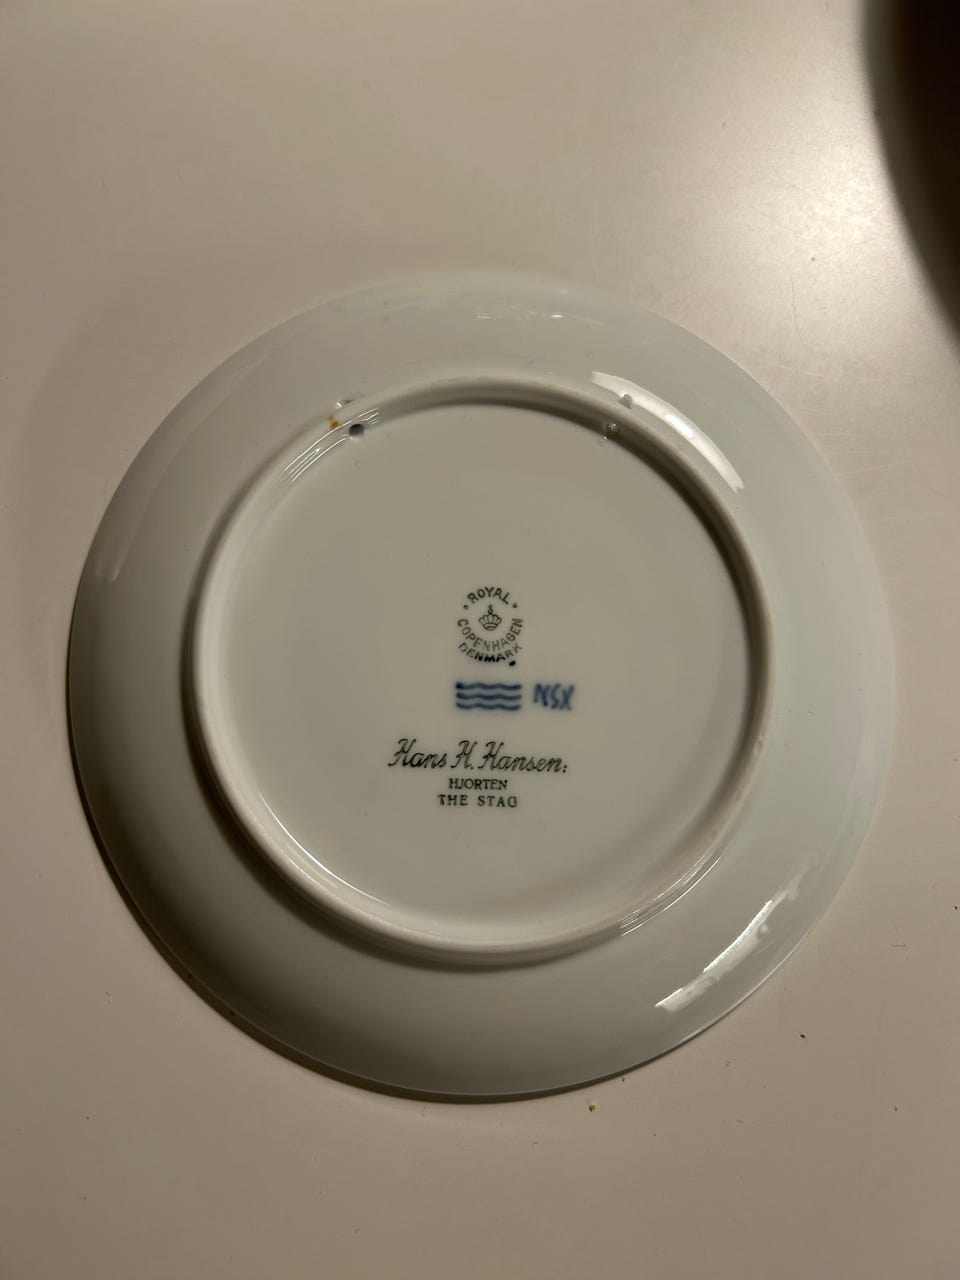 ROYAL
COPENHAGEN
DENMARK
NSX
Hans H. Hansen:
HJORTEN
THE STAG